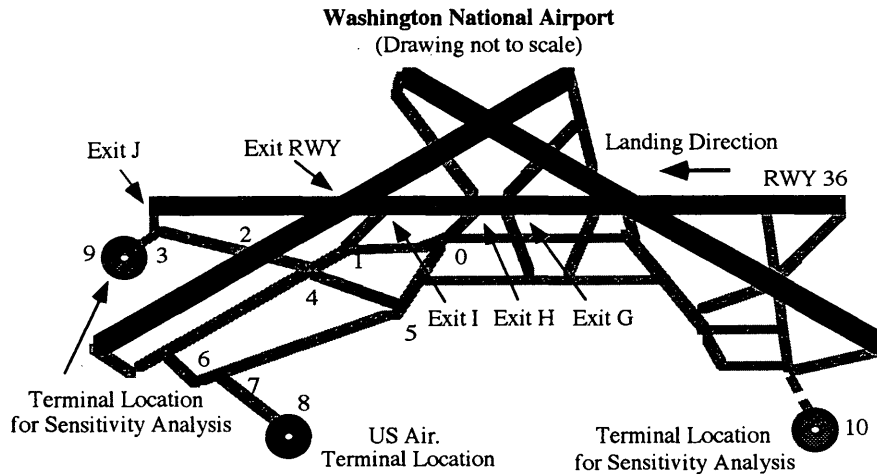 Washington National Airport
(Drawing not to scale)
Exit J
Exit RWY
Landing Direction
RWY 36
9
3
2
1
0
4
5
Exit I
Exit H
Exit G
6
7
8
10
Terminal Location
for Sensitivity Analysis
US Air.
Terminal Location
Terminal Location
for Sensitivity Analysis